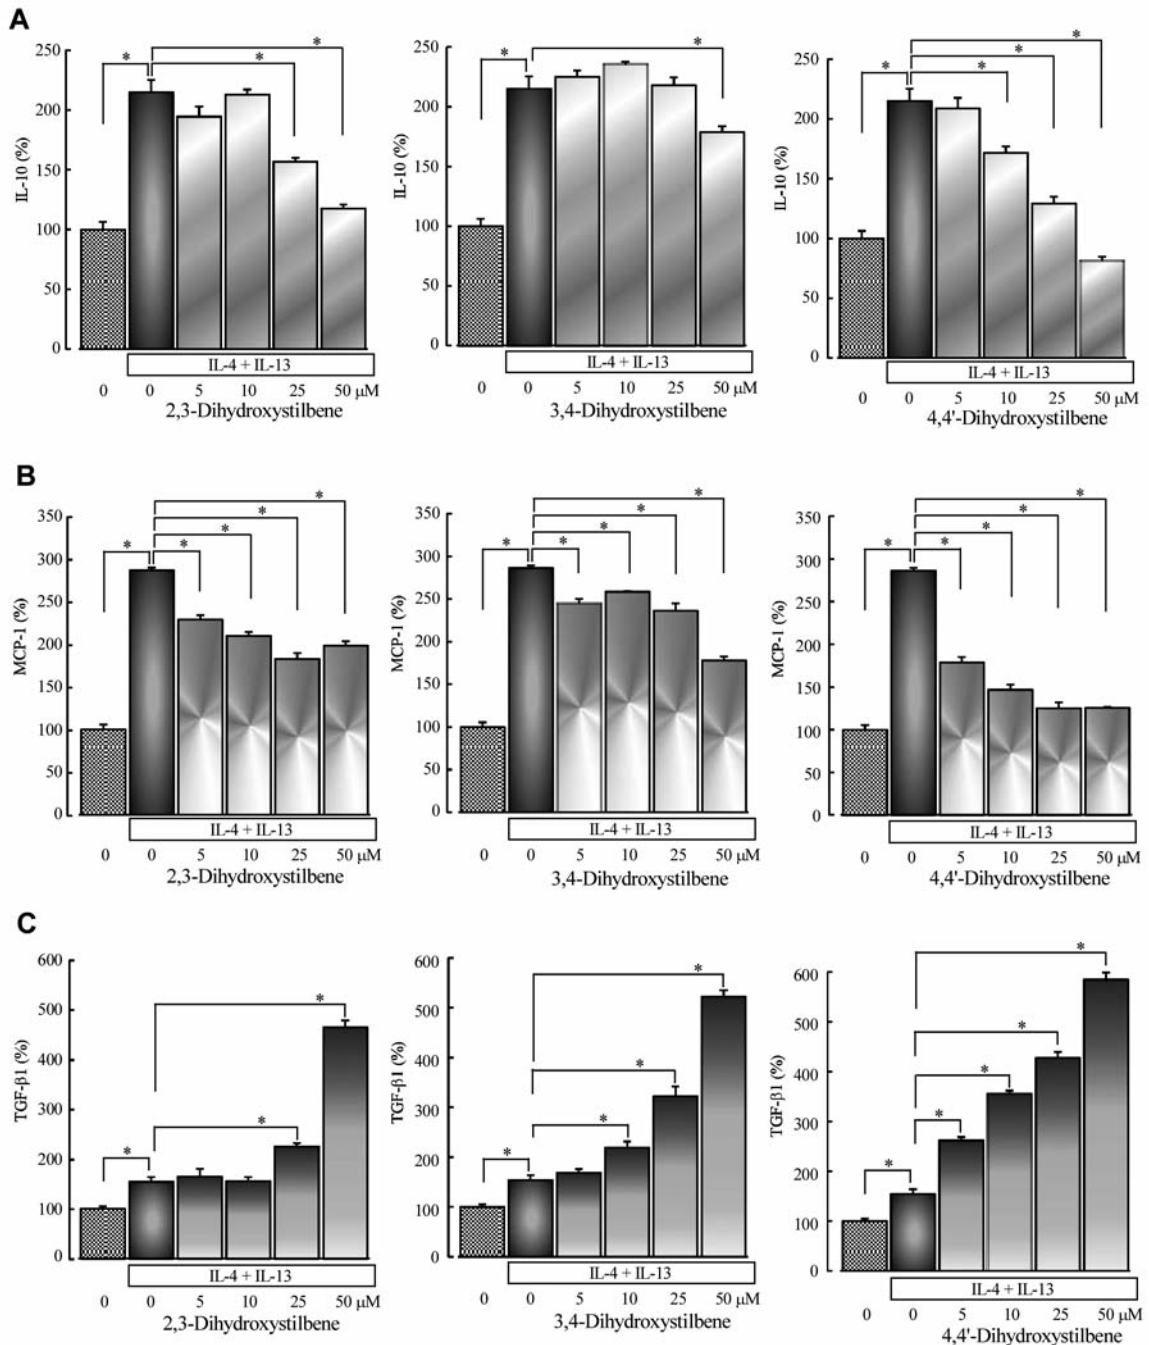 A
IL-10 (%)
250
200
150
100
50
0
* * *
IL-4 + IL-13
0 0 5 10 25 50 μM
2,3-Dihydroxystilbene
IL-10 (%)
250
200
150
100
50
0
* *
IL-4 + IL-13
0 0 5 10 25 50 μM
3,4-Dihydroxystilbene
IL-10 (%)
250
200
150
100
50
0
* * * *
IL-4 + IL-13
0 0 5 10 25 50 μM
4,4'-Dihydroxystilbene
B
MCP-1 (%)
350
300
250
200
150
100
50
0
* * * * *
IL-4 + IL-13
0 0 5 10 25 50 μM
2,3-Dihydroxystilbene
MCP-1 (%)
350
300
250
200
150
100
50
0
* * * * *
IL-4 + IL-13
0 0 5 10 25 50 μM
3,4-Dihydroxystilbene
MCP-1 (%)
350
300
250
200
150
100
50
0
* * * * *
IL-4 + IL-13
0 0 5 10 25 50 μM
4,4'-Dihydroxystilbene
C
TGF-β1 (%)
600
500
400
300
200
100
0
* * *
IL-4 + IL-13
0 0 5 10 25 50 μM
2,3-Dihydroxystilbene
TGF-β1 (%)
600
500
400
300
200
100
0
* * * *
IL-4 + IL-13
0 0 5 10 25 50 μM
3,4-Dihydroxystilbene
TGF-β1 (%)
600
500
400
300
200
100
0
* * * * *
IL-4 + IL-13
0 0 5 10 25 50 μM
4,4'-Dihydroxystilbene